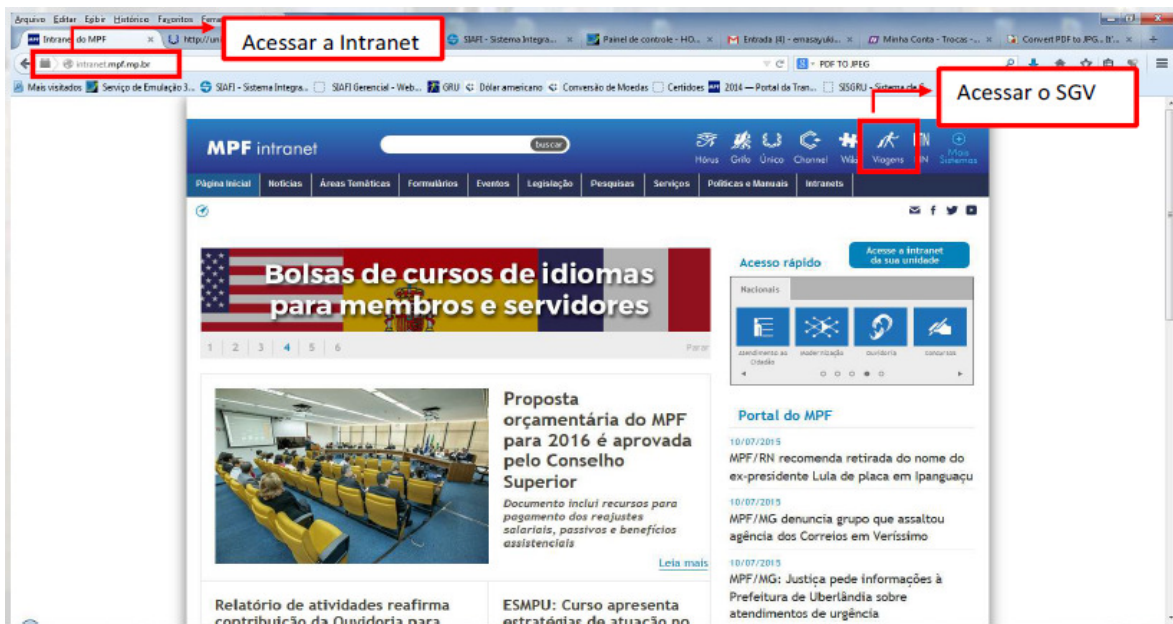 Arquivo Editar Exibir Histórico Favoritos
Intranet do MPF
SIAFI - Sistema Integra...
Painel de controle - HO...
Entrada (4) - emasayuki...
Minha Conta - Trocas -...
Convert PDF to JPG...
Acessar a Intranet
intranet.mpf.mp.br
PDF TO JPEG
Mais visitados Serviço de Emulação 3... SIAFI - Sistema Integra... SIAFI Gerencial - Web... GRU Dólar americano Conversão de Moedas Certidoes 2014 — Portal da Tran... SISGRU - Sistema de
Acessar o SGV
MPF intranet
buscar
Hórus Grifo Único Channel Wiki Viagens Mais Sistemas
Página Inicial Notícias Áreas Temáticas Formulários Eventos Legislação Pesquisas Serviços Políticas e Manuais Intranets
Bolsas de cursos de idiomas
para membros e servidores
1 2 3 4 5 6
Parar
Acesso rápido
Acesse a intranet
da sua unidade
Nacionais
Atendimento ao
Cidadão
modernização
ouvidoria
concursos
Proposta
orçamentária do MPF
para 2016 é aprovada
pelo Conselho
Superior
Documento inclui recursos para
pagamento dos reajustes
salariais, passivos e benefícios
assistenciais
Leia mais
Portal do MPF
10/07/2015
MPF/RN recomenda retirada do nome do
ex-presidente Lula de placa em Ipanguaçu
10/07/2015
MPF/MG denuncia grupo que assaltou
agência dos Correios em Veríssimo
10/07/2015
MPF/MG: Justiça pede informações à
Prefeitura de Uberlândia sobre
atendimentos de urgência
Relatório de atividades reafirma
contribuição da Ouvidoria para
ESMPU: Curso apresenta
estratégias de atuação no